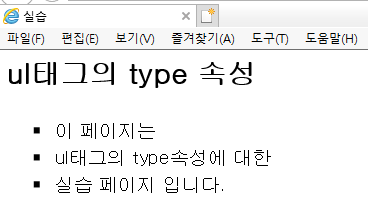 실습
파일(F) 편집(E) 보기(V) 즐겨찾기(A) 도구(T) 도움말(H)
ul태그의 type 속성
이 페이지는
ul태그의 type속성에 대한
실습 페이지 입니다.